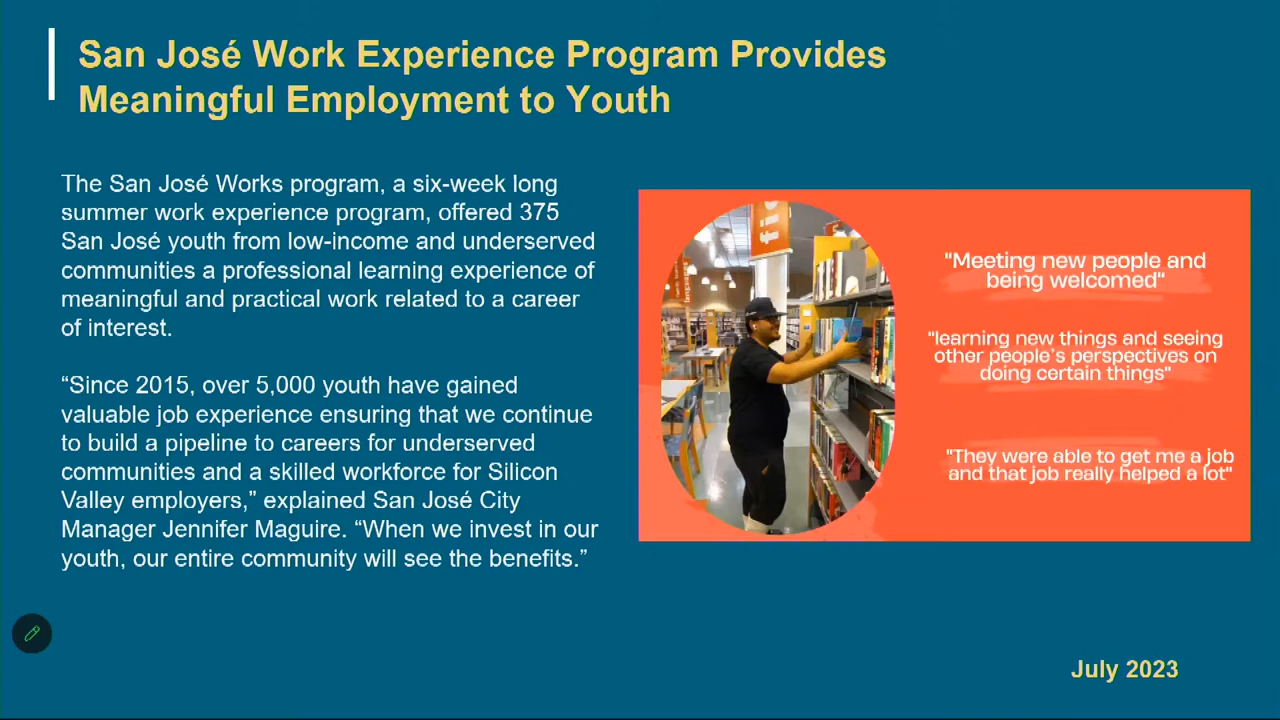 San José Work Experience Program Provides
Meaningful Employment to Youth
The San José Works program, a six-week long
summer work experience program, offered 375
San José youth from low-income and underserved
communities a professional learning experience of
meaningful and practical work related to a career
of interest.
“Since 2015, over 5,000 youth have gained
valuable job experience ensuring that we continue
to build a pipeline to careers for underserved
communities and a skilled workforce for Silicon
Valley employers,” explained San José City
Manager Jennifer Maguire. “When we invest in our
youth, our entire community will see the benefits.”
"Meeting new people and
being welcomed"
"learning new things and seeing
other people's perspectives on
doing certain things"
"They were able to get me a job
and that job really helped a lot"
July 2023